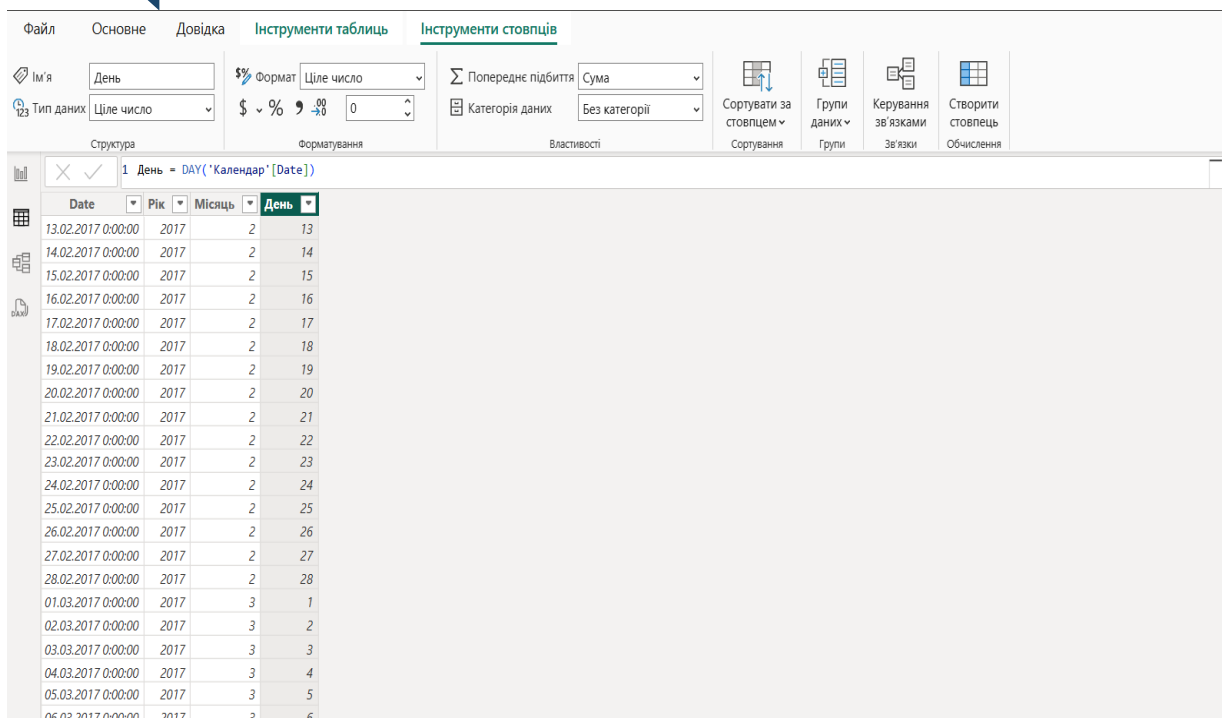 Файл Основне Довідка Інструменти таблиць Інструменти стовпців
Ім'я День
Тип даних Ціле число
Структура
$% Формат Ціле число
$ % 9 .00 0
Форматування
Попереднє підбиття Сума
Категорія даних Без категорії
Властивості
Сортувати за
стовпцем
Сортування
Групи
даних
Групи
Керування
зв'язками
Зв'язки
Створити
стовпець
Обчислення
1 День = DAY('Календар'[Date])
Date Рік Місяць День
13.02.2017 0:00:00 2017 2 13
14.02.2017 0:00:00 2017 2 14
15.02.2017 0:00:00 2017 2 15
16.02.2017 0:00:00 2017 2 16
17.02.2017 0:00:00 2017 2 17
18.02.2017 0:00:00 2017 2 18
19.02.2017 0:00:00 2017 2 19
20.02.2017 0:00:00 2017 2 20
21.02.2017 0:00:00 2017 2 21
22.02.2017 0:00:00 2017 2 22
23.02.2017 0:00:00 2017 2 23
24.02.2017 0:00:00 2017 2 24
25.02.2017 0:00:00 2017 2 25
26.02.2017 0:00:00 2017 2 26
27.02.2017 0:00:00 2017 2 27
28.02.2017 0:00:00 2017 2 28
01.03.2017 0:00:00 2017 3 1
02.03.2017 0:00:00 2017 3 2
03.03.2017 0:00:00 2017 3 3
04.03.2017 0:00:00 2017 3 4
05.03.2017 0:00:00 2017 3 5
06.03.2017 0:00:00 2017 3 6